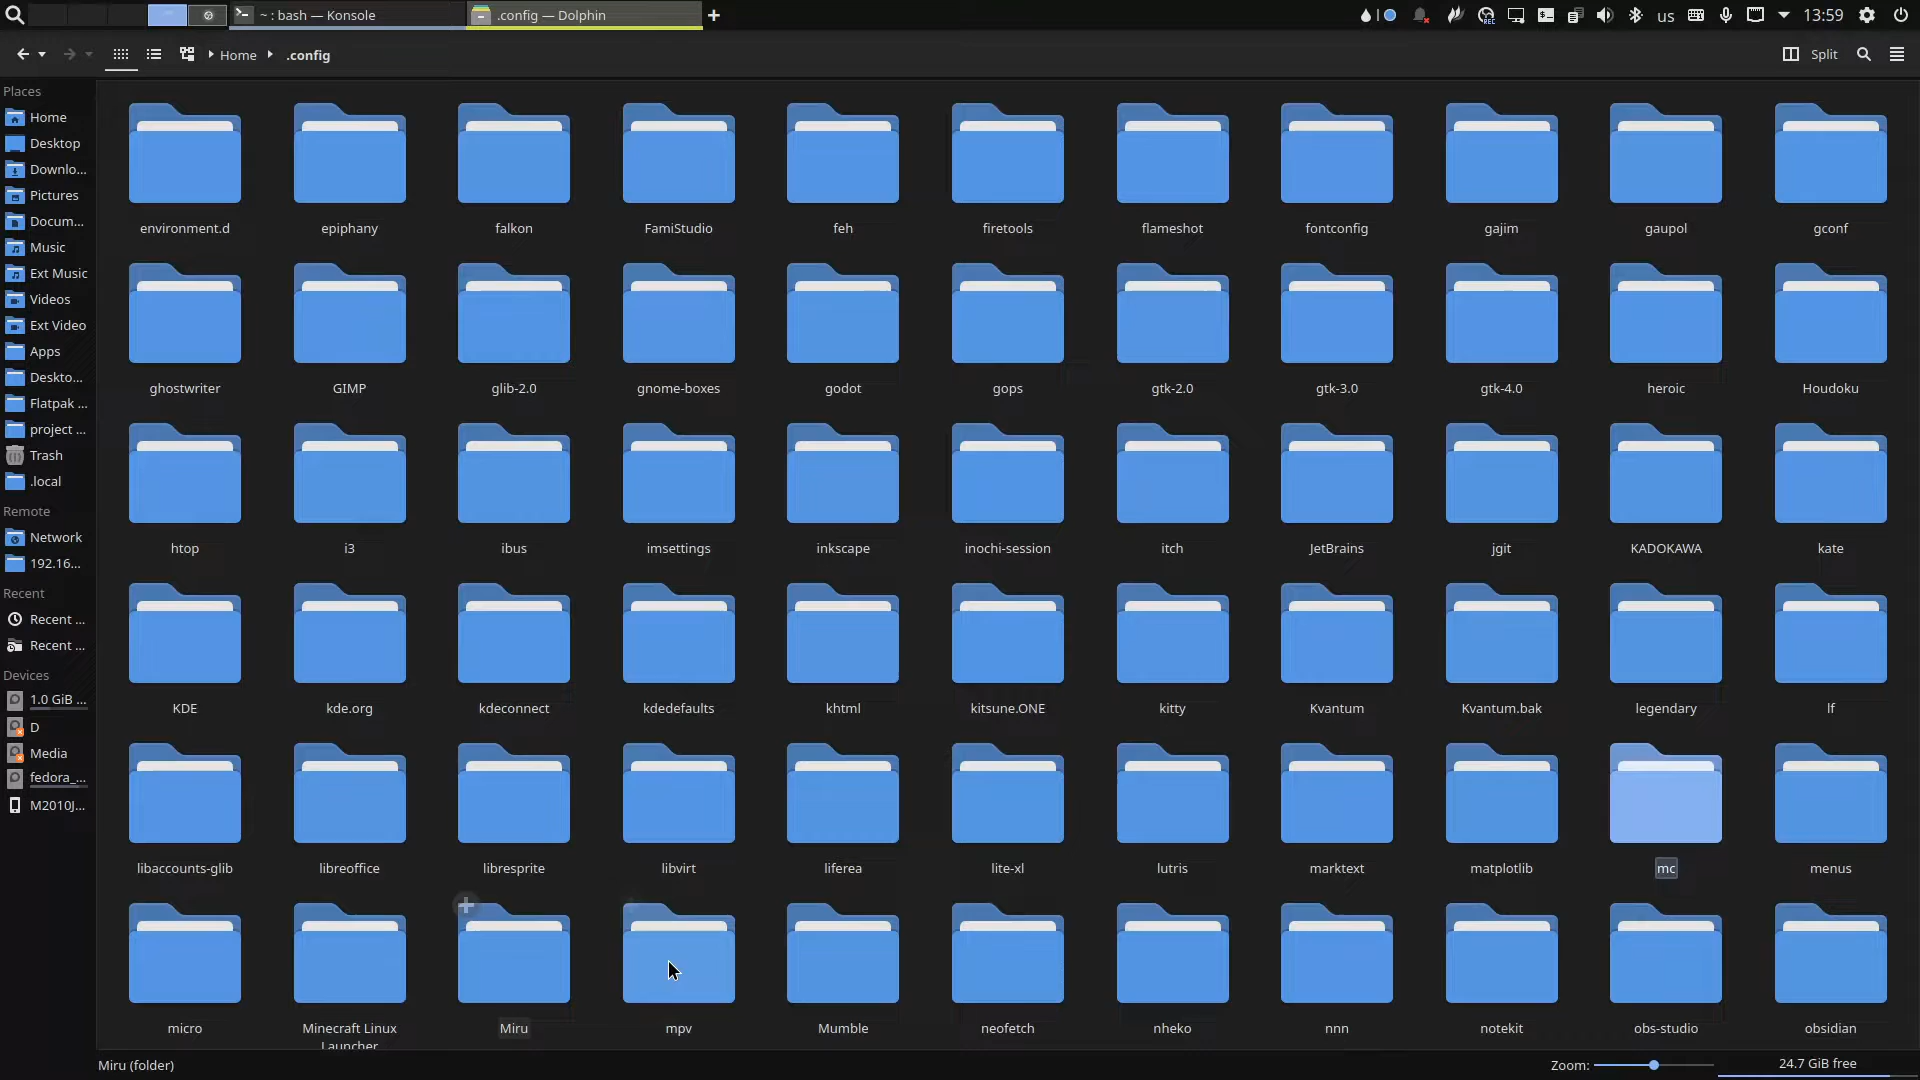 ~ : bash — Konsole
.config — Dolphin
us
13:59
Home
.config
Split
Places
Home
Desktop
Downlo...
Pictures
Docum...
Music
Ext Music
Videos
Ext Video
Apps
Deskto...
Flatpak ...
project ...
Trash
.local
Remote
Network
192.16...
Recent
Recent ...
Recent ...
Devices
1.0 GiB ...
D
Media
fedora_...
M2010J...
environment.d
epiphany
falkon
FamiStudio
feh
firetools
flameshot
fontconfig
gajim
gaupol
gconf
ghostwriter
GIMP
glib-2.0
gnome-boxes
godot
gops
gtk-2.0
gtk-3.0
gtk-4.0
heroic
Houdoku
htop
i3
ibus
imsettings
inkscape
inochi-session
itch
JetBrains
jgit
KADOKAWA
kate
KDE
kde.org
kdeconnect
kdedefaults
khtml
kitsune.ONE
kitty
Kvantum
Kvantum.bak
legendary
lf
libaccounts-glib
libreoffice
libresprite
libvirt
liferea
lite-xl
lutris
marktext
matplotlib
mc
menus
micro
Minecraft Linux
Launcher
Miru
mpv
Mumble
neofetch
nheko
nnn
notekit
obs-studio
obsidian
Miru (folder)
Zoom:
24.7 GiB free